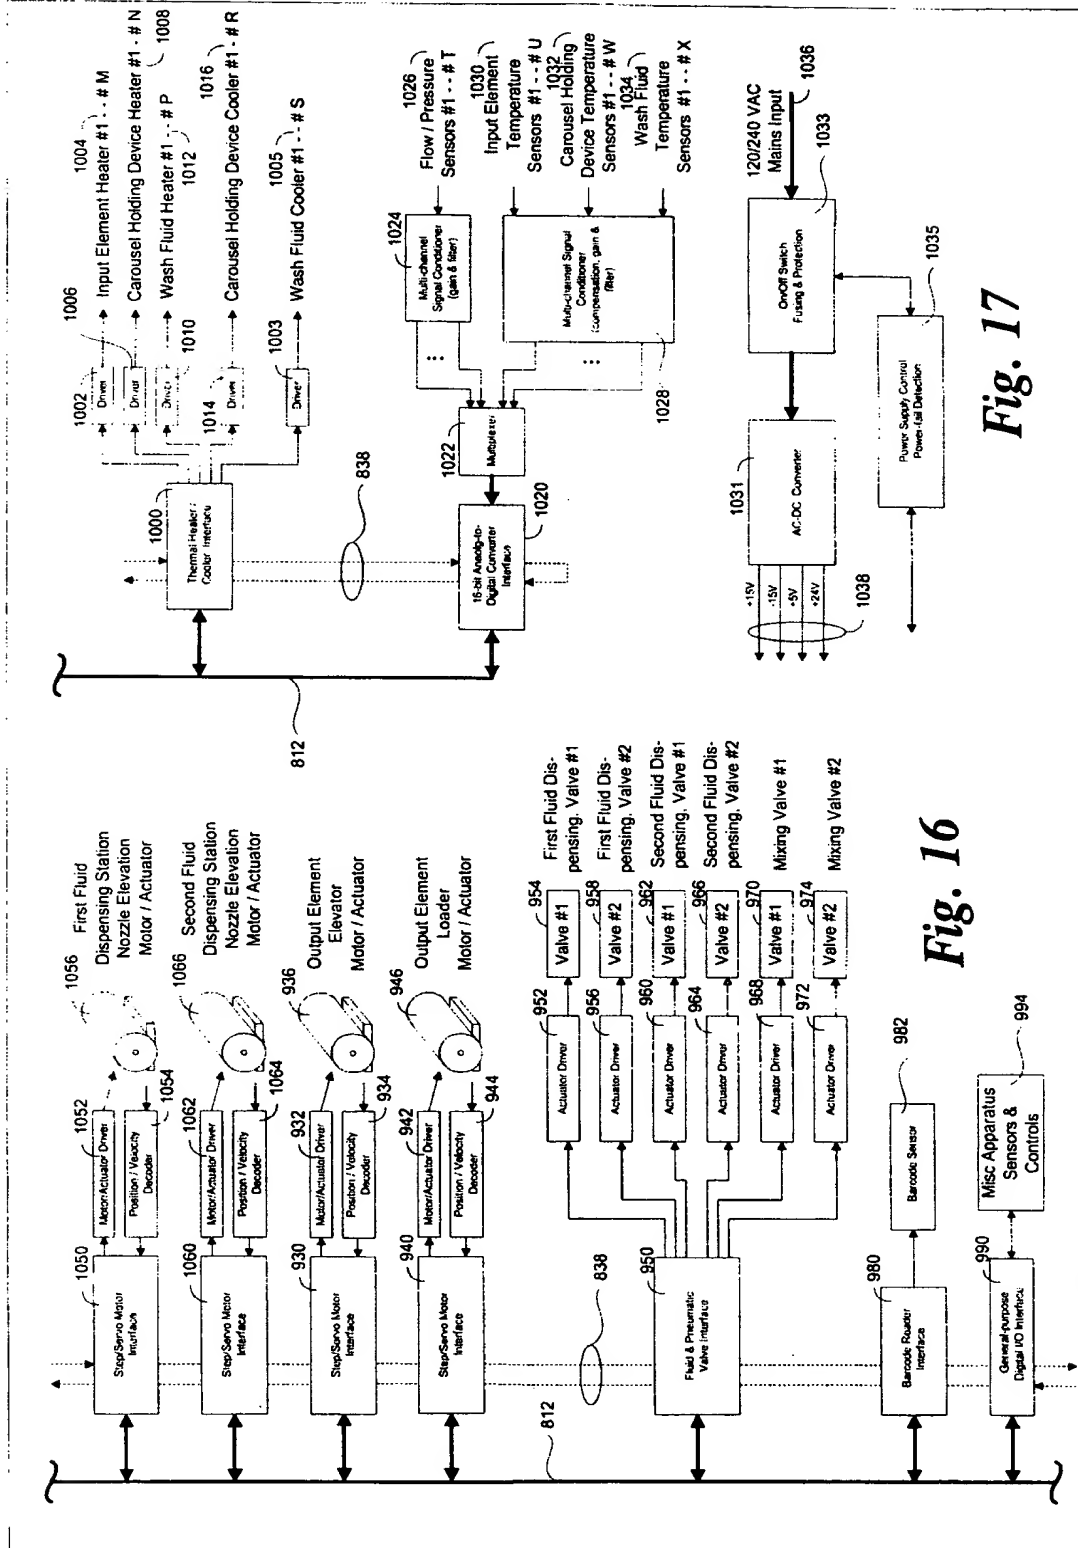 1056
First Fluid
Dispensing Station
Nozzle Elevation
Motor / Actuator
1052
Motor/Actuator Driver
1054
Position / Velocity
Decoder
1050
Step/Servo Motor
Interface
1066
Second Fluid
Dispensing Station
Nozzle Elevation
Motor / Actuator
1062
Motor/Actuator Driver
1064
Position / Velocity
Decoder
1060
Step/Servo Motor
Interface
936
Output Element
Elevator
Motor / Actuator
932
Motor/Actuator Driver
934
Position / Velocity
Decoder
930
Step/Servo Motor
Interface
946
Output Element
Loader
Motor / Actuator
942
Motor/Actuator Driver
944
Position / Velocity
Decoder
940
Step/Servo Motor
Interface
838
812
950
Fluid & Pneumatic
Valve Interface
952
Actuator Driver
954
Valve #1
First Fluid Dis-
pensing. Valve #1
956
Actuator Driver
958
Valve #2
First Fluid Dis-
pensing. Valve #2
960
Actuator Driver
962
Valve #1
Second Fluid Dis-
pensing. Valve #1
964
Actuator Driver
966
Valve #2
Second Fluid Dis-
pensing. Valve #2
968
Actuator Driver
970
Valve #1
Mixing Valve #1
972
Actuator Driver
974
Valve #2
Mixing Valve #2
980
Barcode Reader
Interface
982
Barcode Sensor
990
General-purpose
Digital I/O Interface
994
Misc Apparatus
Sensors &
Controls
Fig. 16
812
1000
Thermal Heater /
Cooler Interface
838
1002
Driver
1004
Input Element Heater #1 - # M
1006
Driver
Carousel Holding Device Heater #1 - # N
1008
1010
Driver
Wash Fluid Heater #1 - - # P
1012
1014
Driver
1016
Carousel Holding Device Cooler #1 - # R
1003
Driver
1005
Wash Fluid Cooler #1 - - # S
1020
16-bit Analog-to-
Digital Converter
Interface
1022
Multiplexer
1024
Multi-channel
Signal Conditioner
(gain & filter)
1026
Flow / Pressure
Sensors #1 - - # T
1028
Multi-channel Signal
Conditioner
(compensation, gain &
filter)
1030
Input Element
Temperature
Sensors #1 - - # U
1032
Carousel Holding
Device Temperature
Sensors #1 - - # W
1034
Wash Fluid
Temperature
Sensors #1 - - # X
120/240 VAC
Mains Input
1036
1033
On/Off Switch
Fusing & Protection
1031
AC-DC Converter
+15V
-15V
+5V
+24V
1038
1035
Power Supply Control
Power-fail Detection
Fig. 17